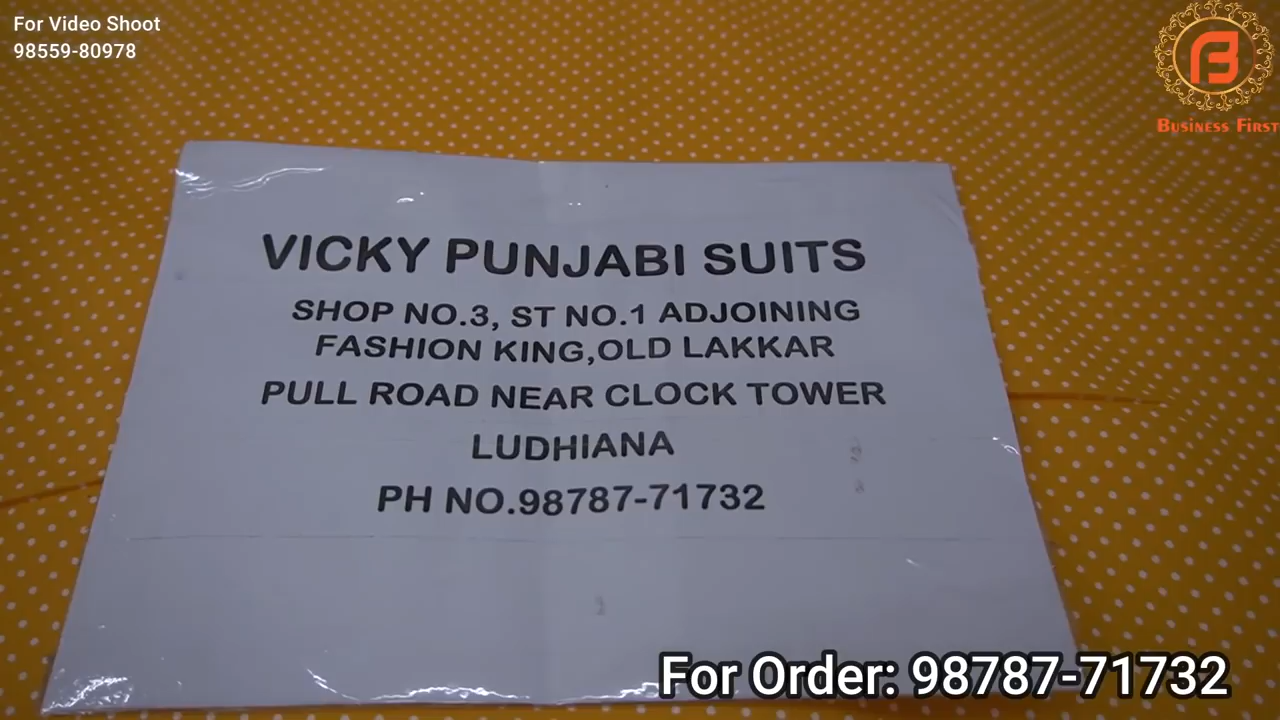 For Video Shoot
98559-80978
B
BUSINESS FIRST
VICKY PUNJABI SUITS
SHOP NO.3, ST NO.1 ADJOINING
FASHION KING,OLD LAKKAR
PULL ROAD NEAR CLOCK TOWER
LUDHIANA
PH NO.98787-71732
For Order: 98787-71732